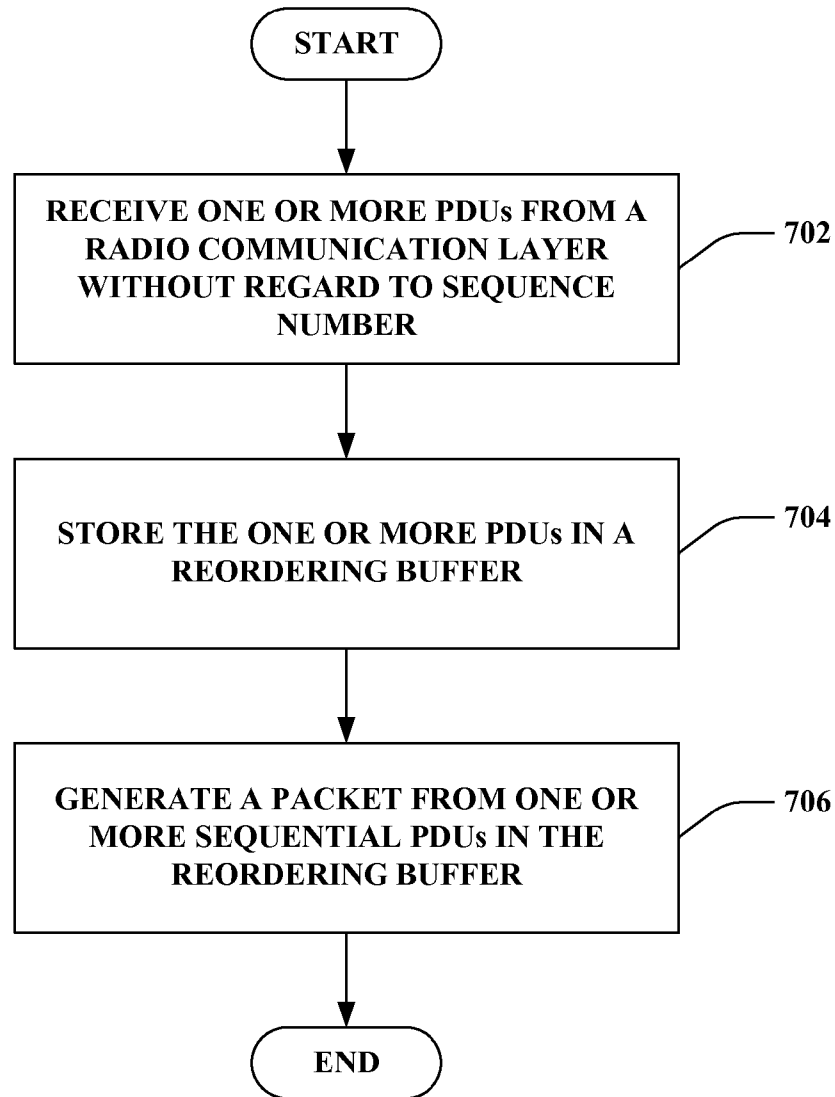 START
RECEIVE ONE OR MORE PDUs FROM A
RADIO COMMUNICATION LAYER
WITHOUT REGARD TO SEQUENCE
NUMBER
702
STORE THE ONE OR MORE PDUs IN A
REORDERING BUFFER
704
GENERATE A PACKET FROM ONE OR
MORE SEQUENTIAL PDUs IN THE
REORDERING BUFFER
706
END